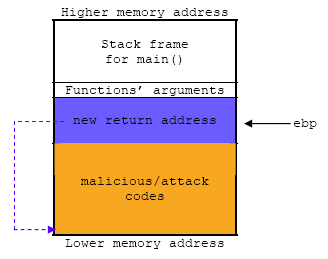 Higher memory address
Stack frame
for main()
Functions’ arguments
new return address
ebp
malicious/attack
codes
Lower memory address